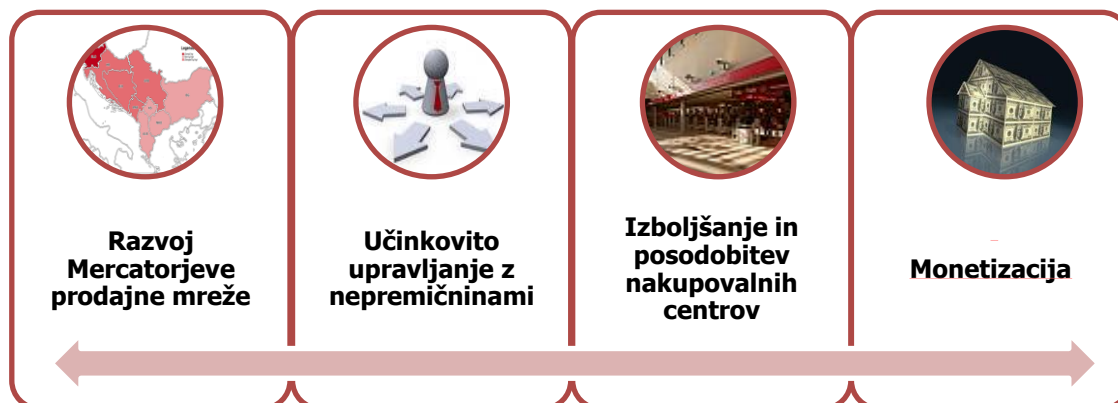 Razvoj
Mercatorjeve
prodajne mreže
Učinkovito
upravljanje z
nepremičninami
Izboljšanje in
posodobitev
nakupovalnih
centrov
Monetizacija